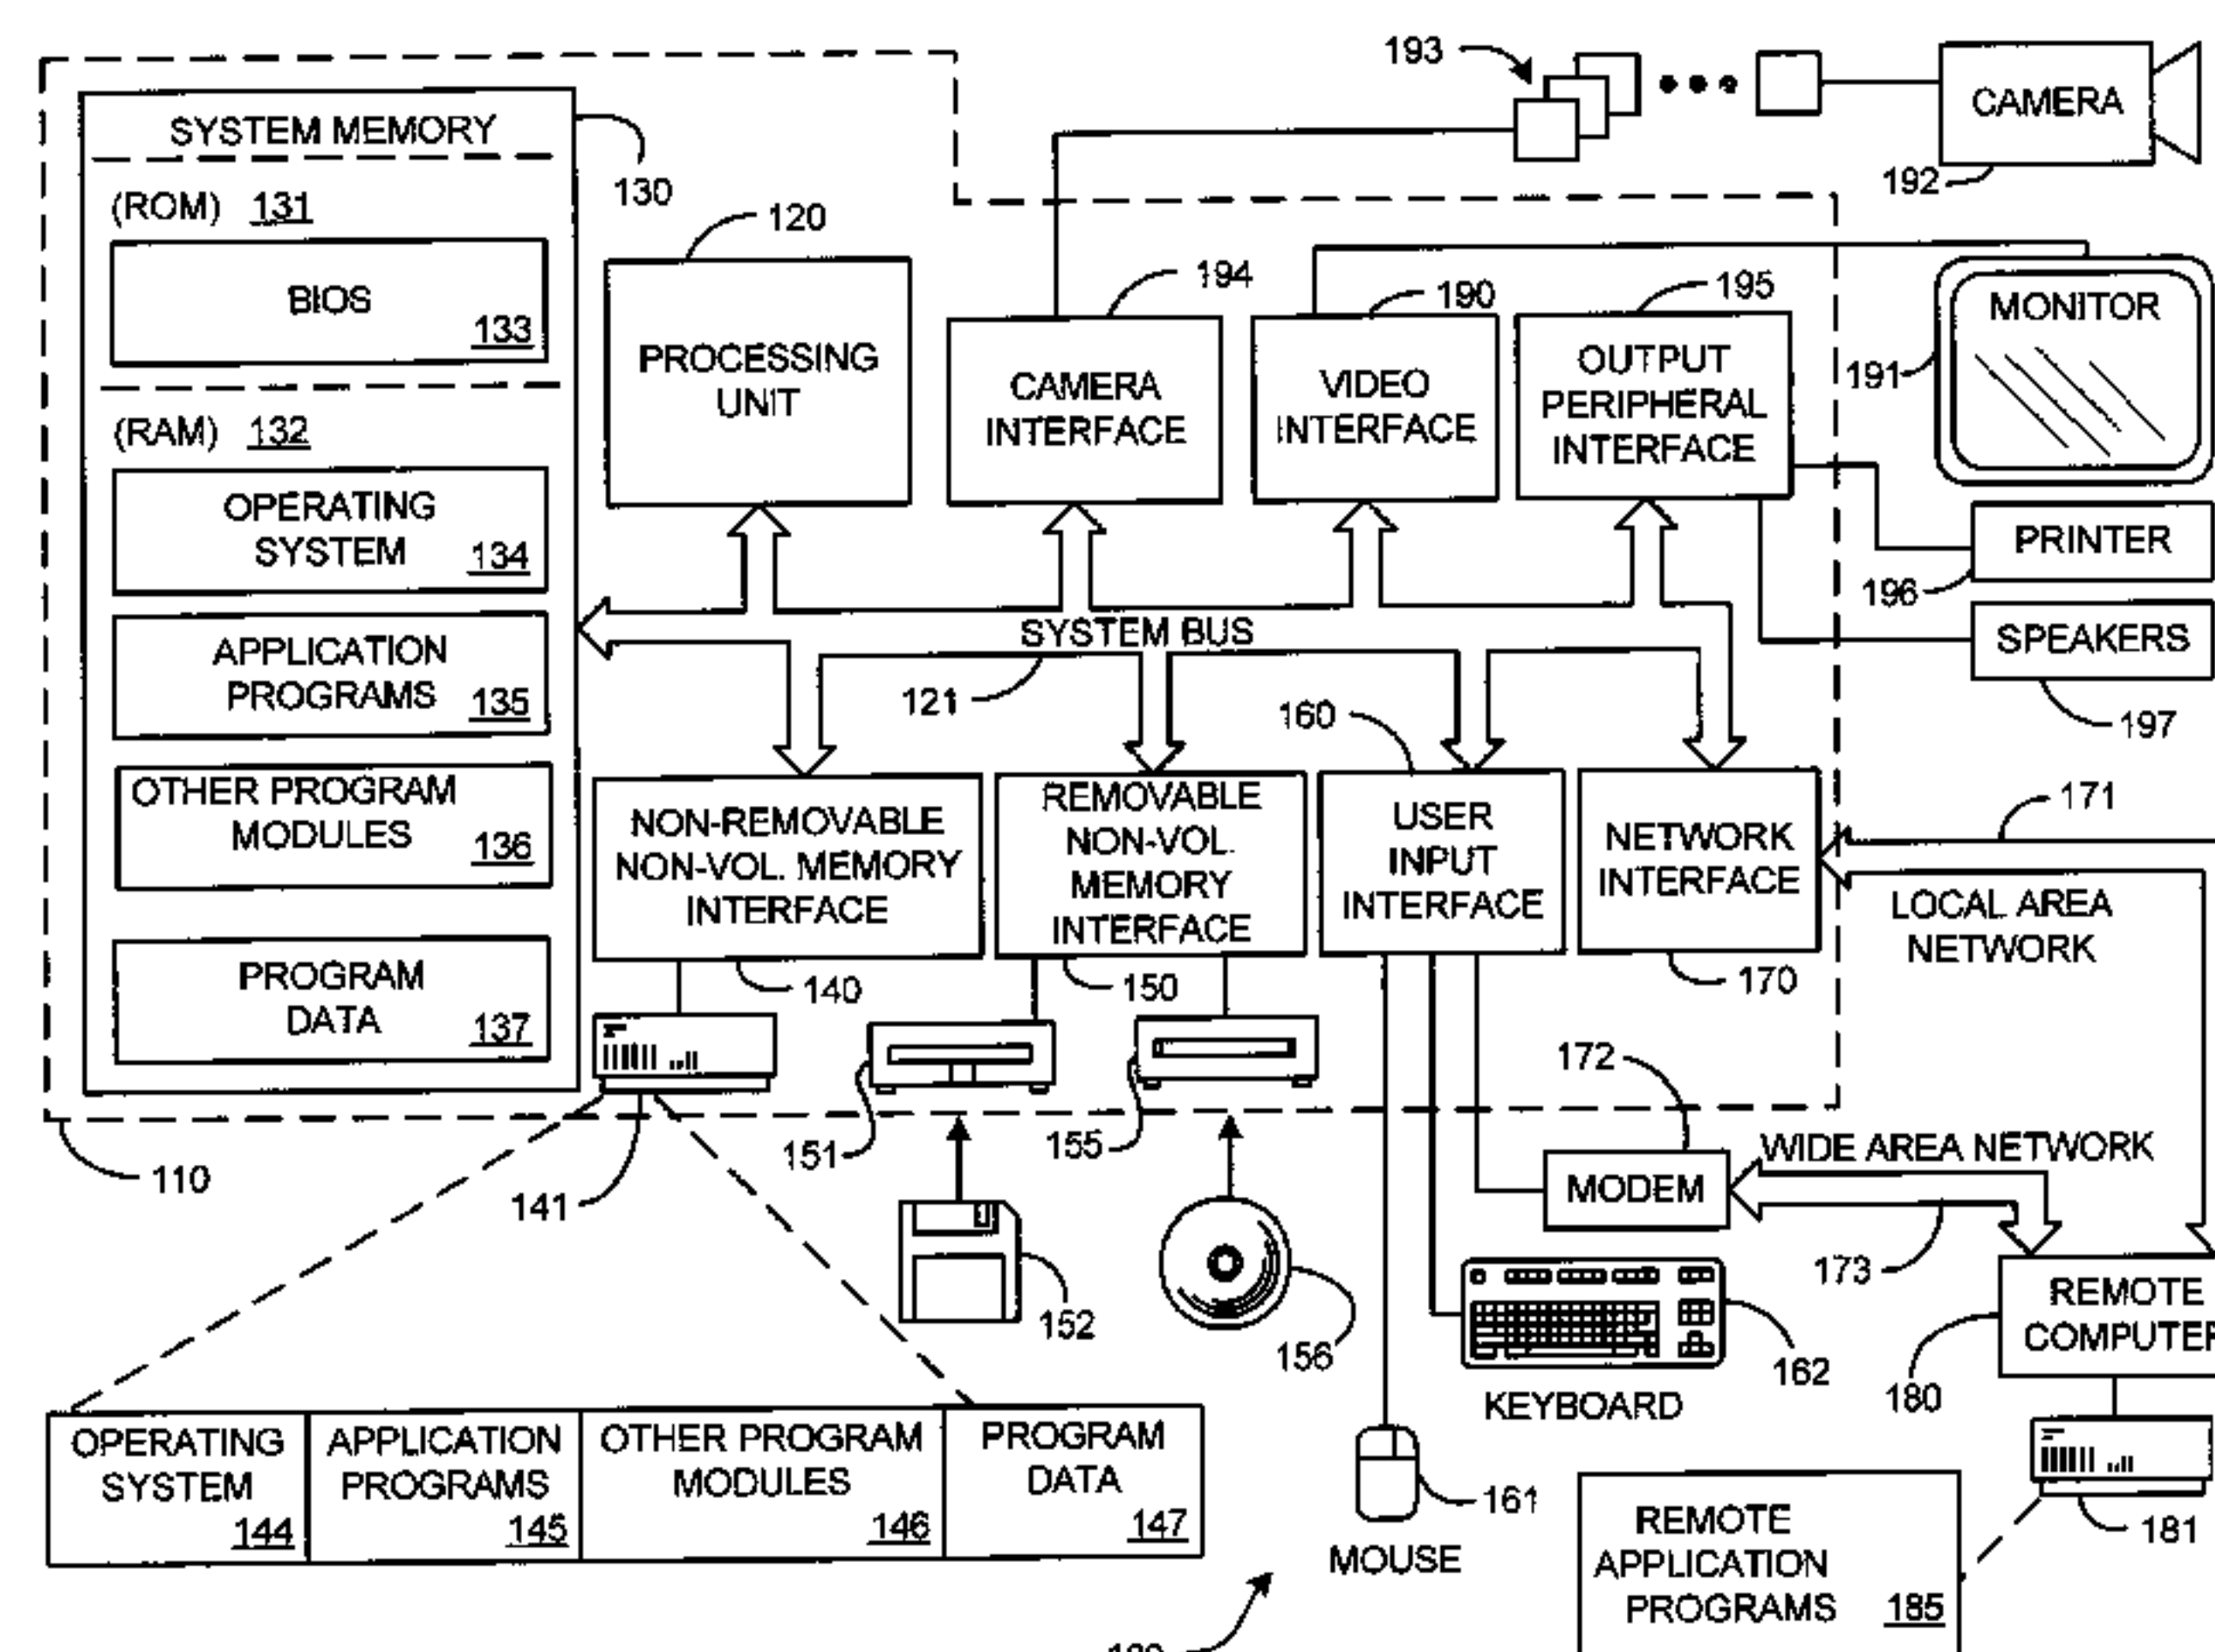 193
CAMERA
192
SYSTEM MEMORY
130
(ROM) 131
BIOS
133
(RAM) 132
OPERATING
SYSTEM
134
APPLICATION
PROGRAMS
135
OTHER PROGRAM
MODULES
136
PROGRAM
DATA
137
120
PROCESSING
UNIT
194
CAMERA
INTERFACE
190
VIDEO
INTERFACE
195
OUTPUT
PERIPHERAL
INTERFACE
MONITOR
191
PRINTER
196
SPEAKERS
197
SYSTEM BUS
121
NON-REMOVABLE
NON-VOL. MEMORY
INTERFACE
140
REMOVABLE
NON-VOL.
MEMORY
INTERFACE
150
160
USER
INPUT
INTERFACE
NETWORK
INTERFACE
170
171
LOCAL AREA
NETWORK
110
141
151
152
155
156
172
MODEM
WIDE AREA NETWORK
173
162
KEYBOARD
161
MOUSE
REMOTE
COMPUTER
180
181
OPERATING
SYSTEM
144
APPLICATION
PROGRAMS
145
OTHER PROGRAM
MODULES
146
PROGRAM
DATA
147
REMOTE
APPLICATION
PROGRAMS
185